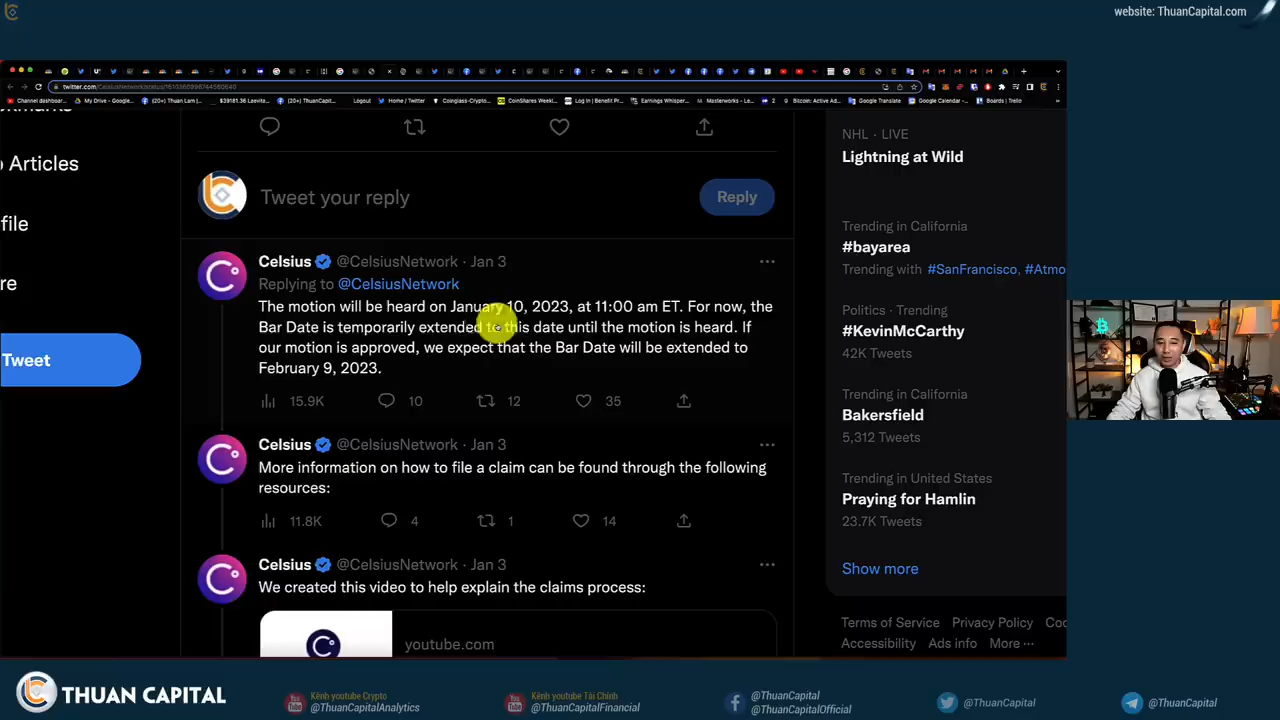 website: ThuanCapital.com
Channel dashboard...
My Drive - Google...
(20+) Thuan Lam |...
$39181.36 Laevita...
(20+) ThuanCapit...
Logout
Home / Twitter
Coinglass-Crypto...
CoinShares Weekl...
Log In | Benefit Pr...
Earnings Whisper...
Masterworks - Le...
Bitcoin: Active Ad...
Google Translate
Google Calendar -...
Boards | Trello
Articles
file
re
Tweet
Tweet your reply
Reply
Celsius @CelsiusNetwork · Jan 3
Replying to @CelsiusNetwork
The motion will be heard on January 10, 2023, at 11:00 am ET. For now, the
Bar Date is temporarily extended to this date until the motion is heard. If
our motion is approved, we expect that the Bar Date will be extended to
February 9, 2023.
15.9K 10 12 35
Celsius @CelsiusNetwork · Jan 3
More information on how to file a claim can be found through the following
resources:
11.8K 4 1 14
Celsius @CelsiusNetwork · Jan 3
We created this video to help explain the claims process:
youtube.com
NHL · LIVE
Lightning at Wild
Trending in California
#bayarea
Trending with #SanFrancisco, #Atmo
Politics · Trending
#KevinMcCarthy
42K Tweets
Trending in California
Bakersfield
5,312 Tweets
Trending in United States
Praying for Hamlin
23.7K Tweets
Show more
Terms of Service Privacy Policy Coo
Accessibility Ads info More ···
THUAN CAPITAL
Kênh youtube Crypto
@ThuanCapitalAnalytics
Kênh youtube Tài Chính
@ThuanCapitalFinancial
@ThuanCapital
@ThuanCapitalOfficial
@ThuanCapital
@ThuanCapital